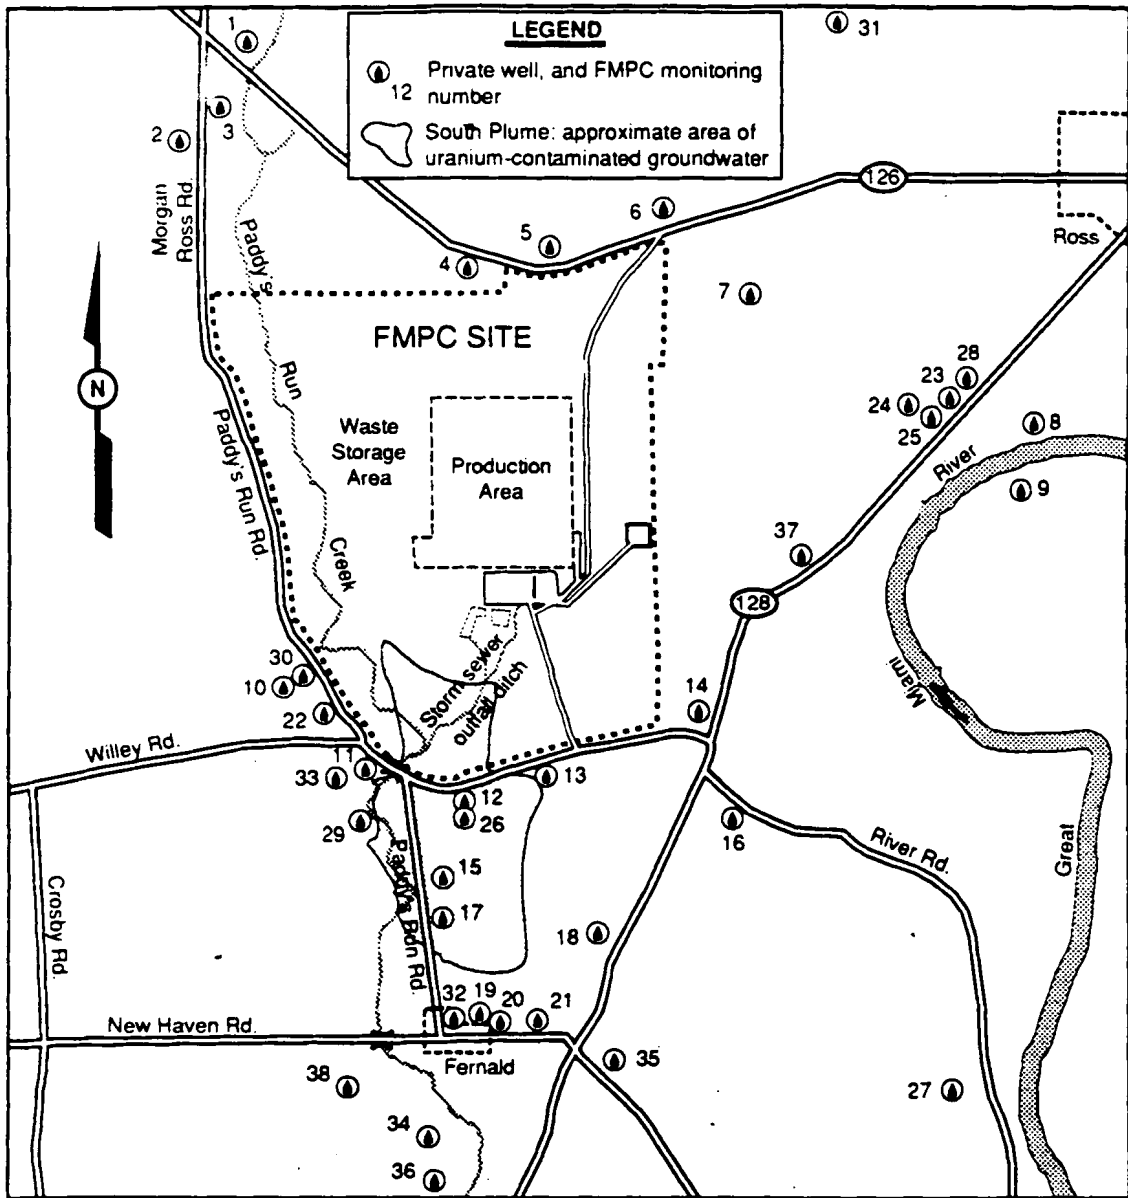 LEGEND
12
Private well, and FMPC monitoring
number
South Plume: approximate area of
uranium-contaminated groundwater
1
31
2
3
126
Morgan
Ross Rd.
Paddy's
6
5
4
Ross
7
FMPC SITE
N
Run
28
23
24
25
8
Waste
Storage
Area
Production
Area
River
9
Paddy's Run Rd.
Creek
37
128
30
10
Storm sewer
outfall ditch
Miami
14
22
Willey Rd.
11
33
13
12
26
29
16
River Rd.
Great
15
Crosby Rd.
Paddy's Run Rd.
17
18
32
19
20
21
New Haven Rd.
Fernald
35
38
27
34
36